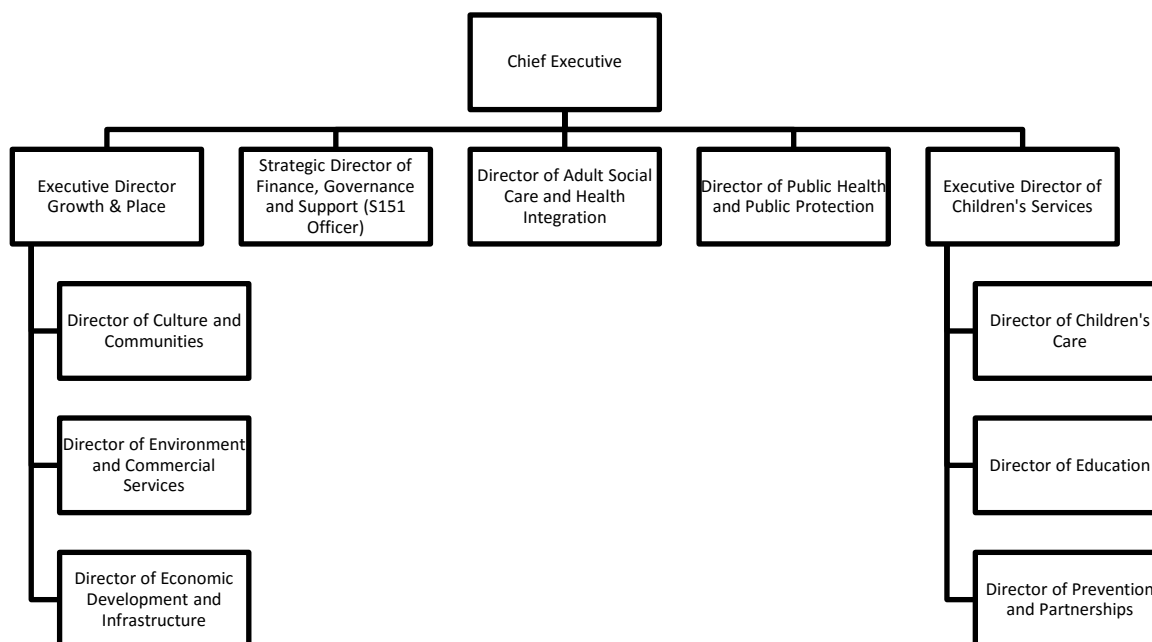 Chief Executive
Executive Director
Growth & Place
Strategic Director of
Finance, Governance
and Support (S151
Officer)
Director of Adult Social
Care and Health
Integration
Director of Public Health
and Public Protection
Executive Director of
Children's Services
Director of Culture and
Communities
Director of Environment
and Commercial
Services
Director of Economic
Development and
Infrastructure
Director of Children's
Care
Director of Education
Director of Prevention
and Partnerships